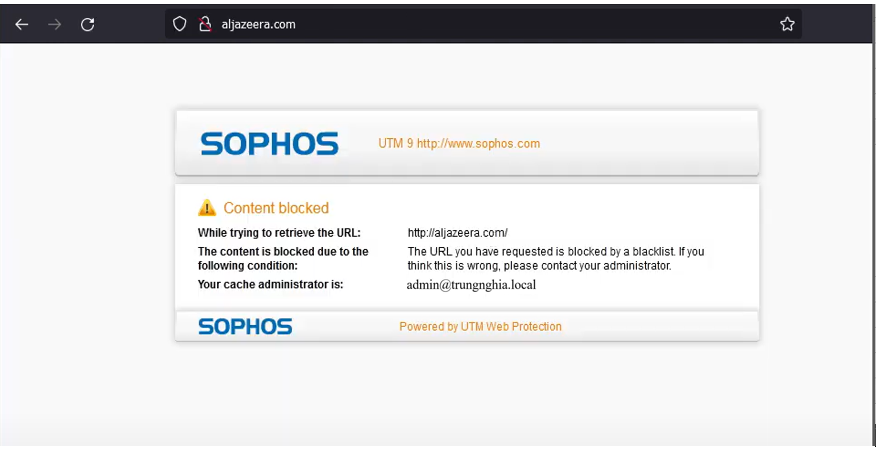 aljazeera.com
SOPHOS UTM 9 http://www.sophos.com
Content blocked
While trying to retrieve the URL: http://aljazeera.com/
The content is blocked due to the following condition:
The URL you have requested is blocked by a blacklist. If you think this is wrong, please contact your administrator.
Your cache administrator is: admin@trungnghia.local
SOPHOS Powered by UTM Web Protection